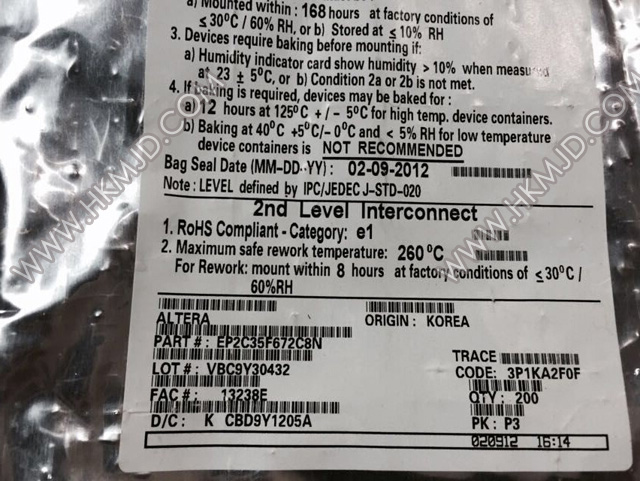 a) Mounted within : 168 hours at factory conditions of
≤ 30°C / 60% RH, or b) Stored at ≤ 10% RH
3. Devices require baking before mounting if:
a) Humidity indicator card show humidity > 10% when measured
at 23 ± 5°C, or b) Condition 2a or 2b is not met.
4. If baking is required, devices may be baked for :
a) 12 hours at 125°C + / - 5°C for high temp. device containers.
b) Baking at 40°C +5°C/-0°C and < 5% RH for low temperature
device containers is NOT RECOMMENDED
Bag Seal Date (MM-DD-YY) : 02-09-2012
Note : LEVEL defined by IPC/JEDEC J-STD-020
2nd Level Interconnect
1. RoHS Compliant - Category: e1
2. Maximum safe rework temperature: 260°C
For Rework: mount within 8 hours at factory conditions of ≤ 30°C /
60%RH
ALTERA ORIGIN : KOREA
PART # : EP2C35F672C8N
TRACE
LOT # : VBC9Y30432 CODE: 3P1KA2F0F
FAC # : 13238E QTY : 200
D/C : K CBD9Y1205A PK : P3
020912 16:14
WWW.HKMJD.COM
WWW.HKMJD.COM
WWW.HKMJD.COM